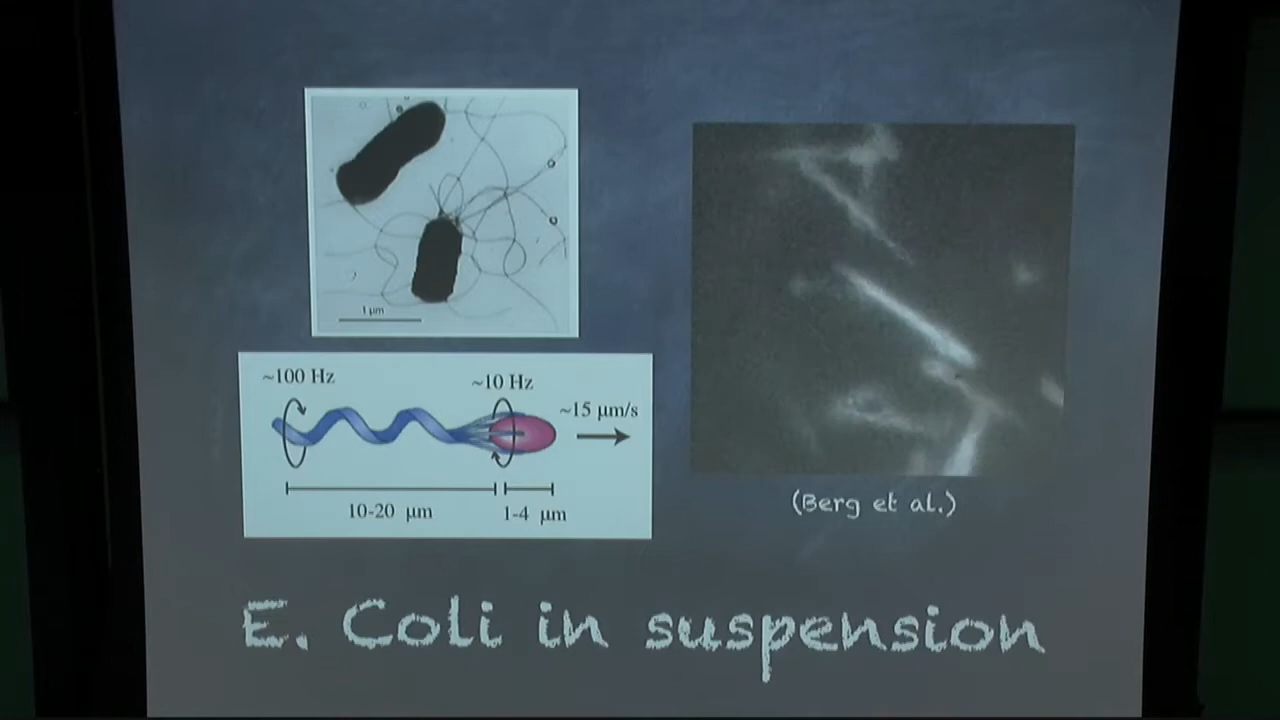 1 μm
~100 Hz
~10 Hz
~15 μm/s
10-20 μm
1-4 μm
(Berg et al.)
E. Coli in suspension